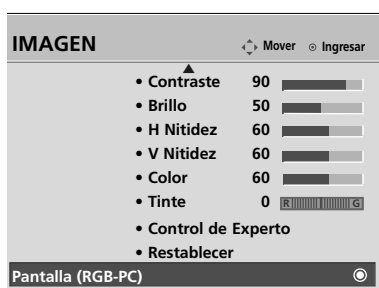 IMAGEN Mover Ingresar
• Contraste 90
• Brillo 50
• H Nitidez 60
• V Nitidez 60
• Color 60
• Tinte 0 R G
• Control de Experto
• Restablecer
Pantalla (RGB-PC)